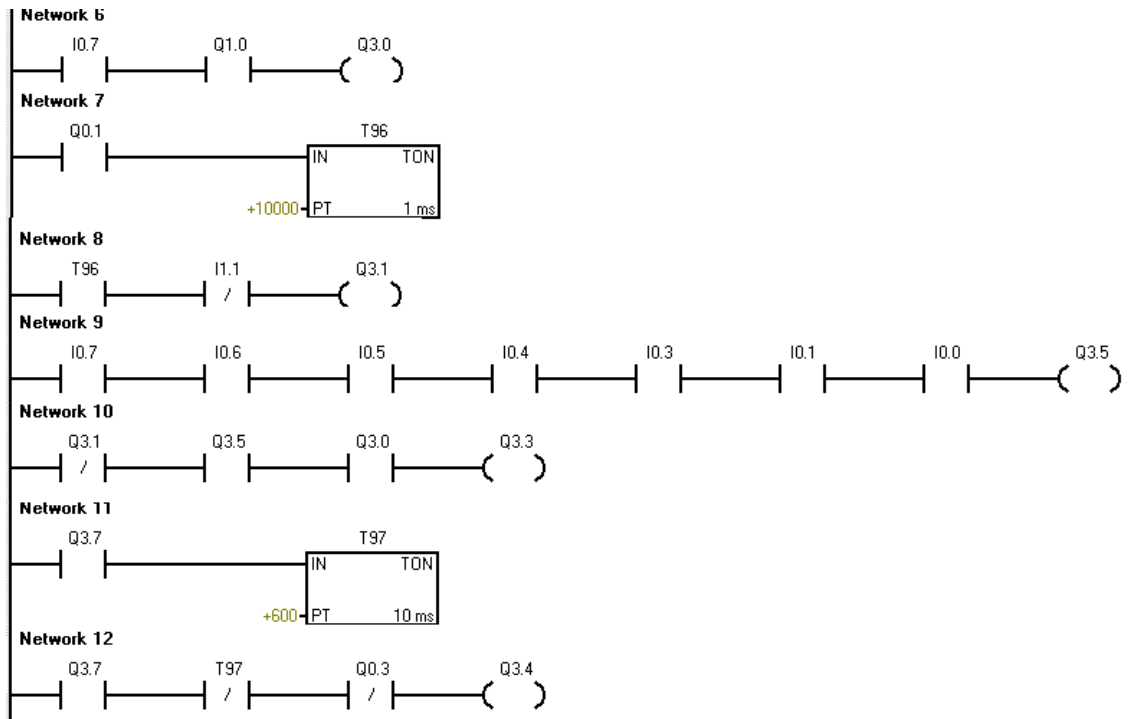 Network 6
I0.7 Q1.0 Q3.0
Network 7
Q0.1 T96
IN TON
+10000 PT 1 ms
Network 8
T96 I1.1 Q3.1
/
Network 9
I0.7 I0.6 I0.5 I0.4 I0.3 I0.1 I0.0 Q3.5
Network 10
Q3.1 Q3.5 Q3.0 Q3.3
/
Network 11
Q3.7 T97
IN TON
+600 PT 10 ms
Network 12
Q3.7 T97 Q0.3 Q3.4
/ /